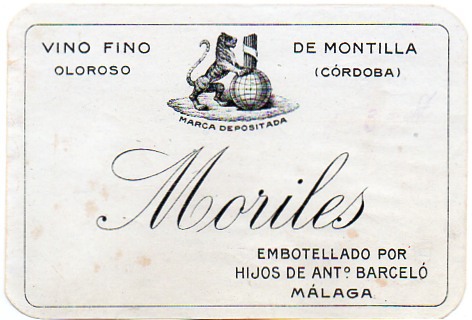 VINO FINO
OLOROSO
DE MONTILLA
(CÓRDOBA)
MARCA DEPOSITADA
Moriles
EMBOTELLADO POR
HIJOS DE ANTº BARCELÓ
MÁLAGA